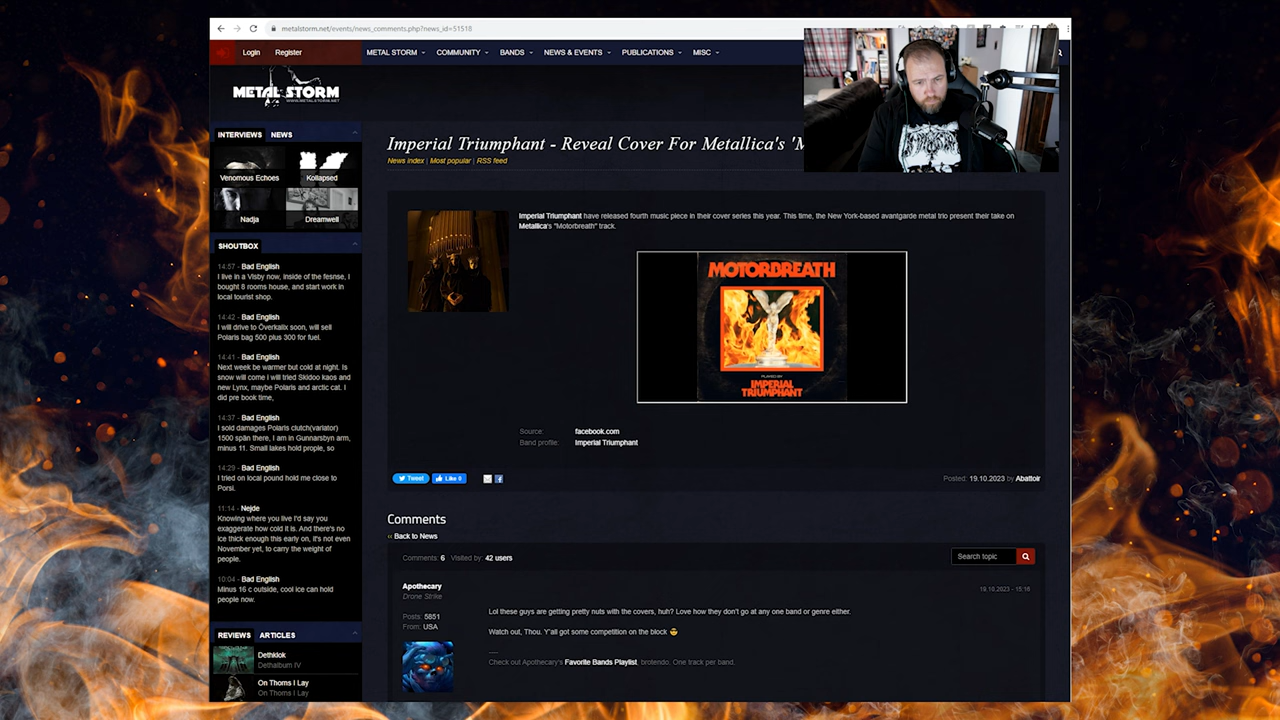 metalstorm.net/events/news_comments.php?news_id=51518
Login Register METAL STORM COMMUNITY BANDS NEWS & EVENTS PUBLICATIONS MISC
METAL STORM
WWW.METALSTORM.NET
INTERVIEWS NEWS
Venomous Echoes Kollapsed
Nadja Dreamwell
SHOUTBOX
14:57 - Bad English
I live in a Visby now, inside of the fesnse, I
bought 8 rooms house, and start work in
local tourist shop.
14:42 - Bad English
I will drive to Överkalix soon, will sell
Polaris bag 500 plus 300 for fuel.
14:41 - Bad English
Next week be warmer but cold at night. Is
snow will come i will tried Skidoo kaos and
new Lynx, maybe Polaris and arctic cat. I
did pre book time,
14:37 - Bad English
I sold damages Polaris clutch(variator)
1500 spän there, I am in Gunnarsbyn arm,
minus 11. Small lakes hold prople, so
14:29 - Bad English
I tried on local pound hold me close to
Porsi.
11:14 - Nejde
Knowing where you live I'd say you
exaggerate how cold it is. And there's no
ice thick enough this early on, it's not even
November yet, to carry the weight of
people.
10:04 - Bad English
Minus 16 c outside, cool ice can hold
people now.
REVIEWS ARTICLES
Dethklok
Dethalbum IV
On Thorns I Lay
On Thorns I Lay
Imperial Triumphant - Reveal Cover For Metallica's 'M
News index | Most popular | RSS feed
Imperial Triumphant have released fourth music piece in their cover series this year. This time, the New York-based avantgarde metal trio present their take on
Metallica's "Motorbreath" track.
MOTORBREATH
PLAYED BY
IMPERIAL
TRIUMPHANT
Source: facebook.com
Band profile: Imperial Triumphant
Tweet Like 0
Posted: 19.10.2023 by Abattoir
Comments
‹‹ Back to News
Comments: 6 Visited by: 42 users
Search topic
Apothecary
Drone Strike
19.10.2023 - 15:16
Posts: 5851
From: USA
Lol these guys are getting pretty nuts with the covers, huh? Love how they don't go at any one band or genre either.
Watch out, Thou. Y'all got some competition on the block 😎
___
Check out Apothecary's Favorite Bands Playlist, brotendo. One track per band.